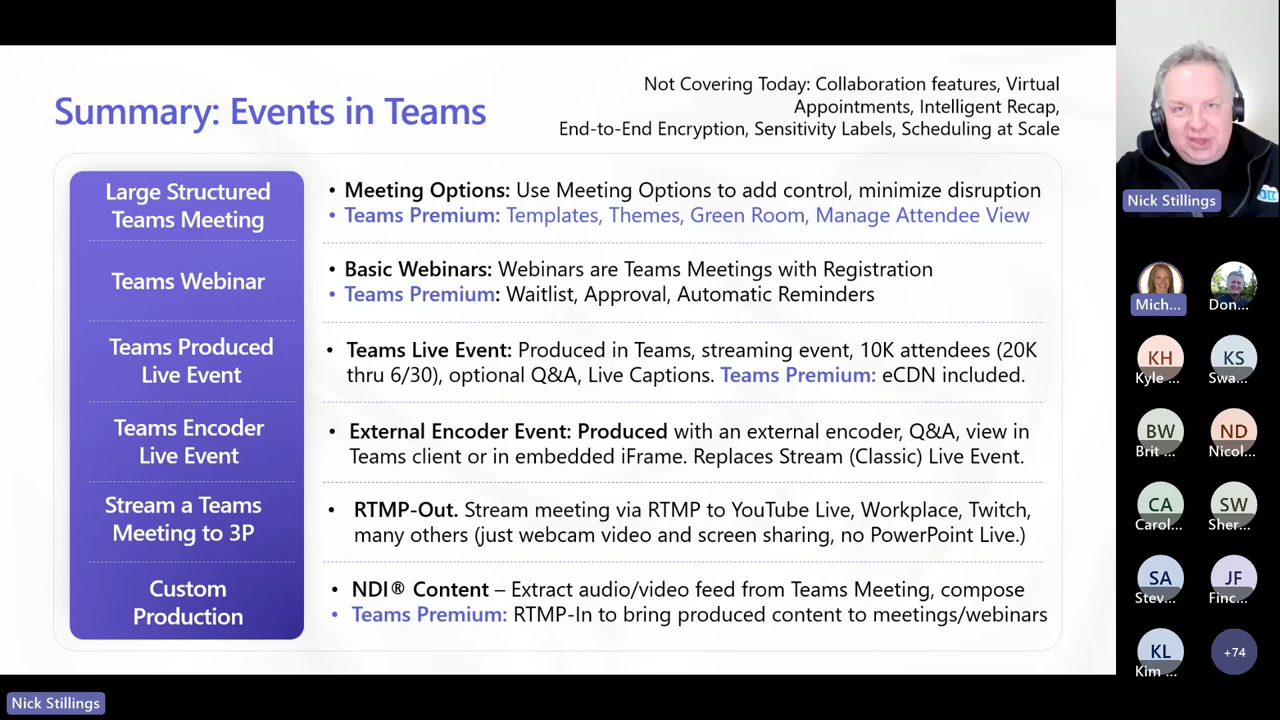 Not Covering Today: Collaboration features, Virtual
Appointments, Intelligent Recap,
End-to-End Encryption, Sensitivity Labels, Scheduling at Scale
Summary: Events in Teams
Large Structured
Teams Meeting
• Meeting Options: Use Meeting Options to add control, minimize disruption
• Teams Premium: Templates, Themes, Green Room, Manage Attendee View
Teams Webinar
• Basic Webinars: Webinars are Teams Meetings with Registration
• Teams Premium: Waitlist, Approval, Automatic Reminders
Teams Produced
Live Event
• Teams Live Event: Produced in Teams, streaming event, 10K attendees (20K
thru 6/30), optional Q&A, Live Captions. Teams Premium: eCDN included.
Teams Encoder
Live Event
• External Encoder Event: Produced with an external encoder, Q&A, view in
Teams client or in embedded iFrame. Replaces Stream (Classic) Live Event.
Stream a Teams
Meeting to 3P
• RTMP-Out. Stream meeting via RTMP to YouTube Live, Workplace, Twitch,
many others (just webcam video and screen sharing, no PowerPoint Live.)
Custom
Production
• NDI® Content – Extract audio/video feed from Teams Meeting, compose
• Teams Premium: RTMP-In to bring produced content to meetings/webinars
Nick Stillings
Nick Stillings
Mich...
Don...
KH
Kyle ...
KS
Swa...
BW
Brit ...
ND
Nicol...
CA
Carol...
SW
Sher...
SA
Stev...
JF
Finc...
KL
Kim ...
+74